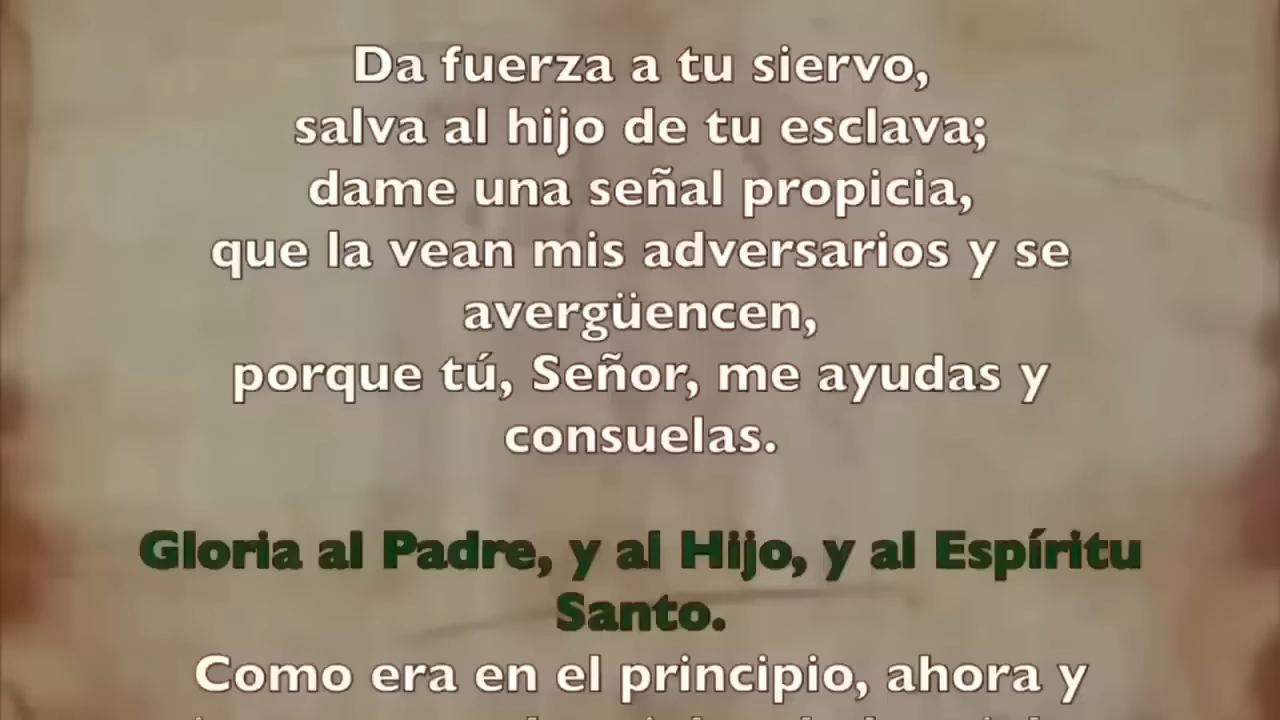 Da fuerza a tu siervo,
salva al hijo de tu esclava;
dame una señal propicia,
que la vean mis adversarios y se
avergüencen,
porque tú, Señor, me ayudas y
consuelas.
Gloria al Padre, y al Hijo, y al Espíritu
Santo.
Como era en el principio, ahora y